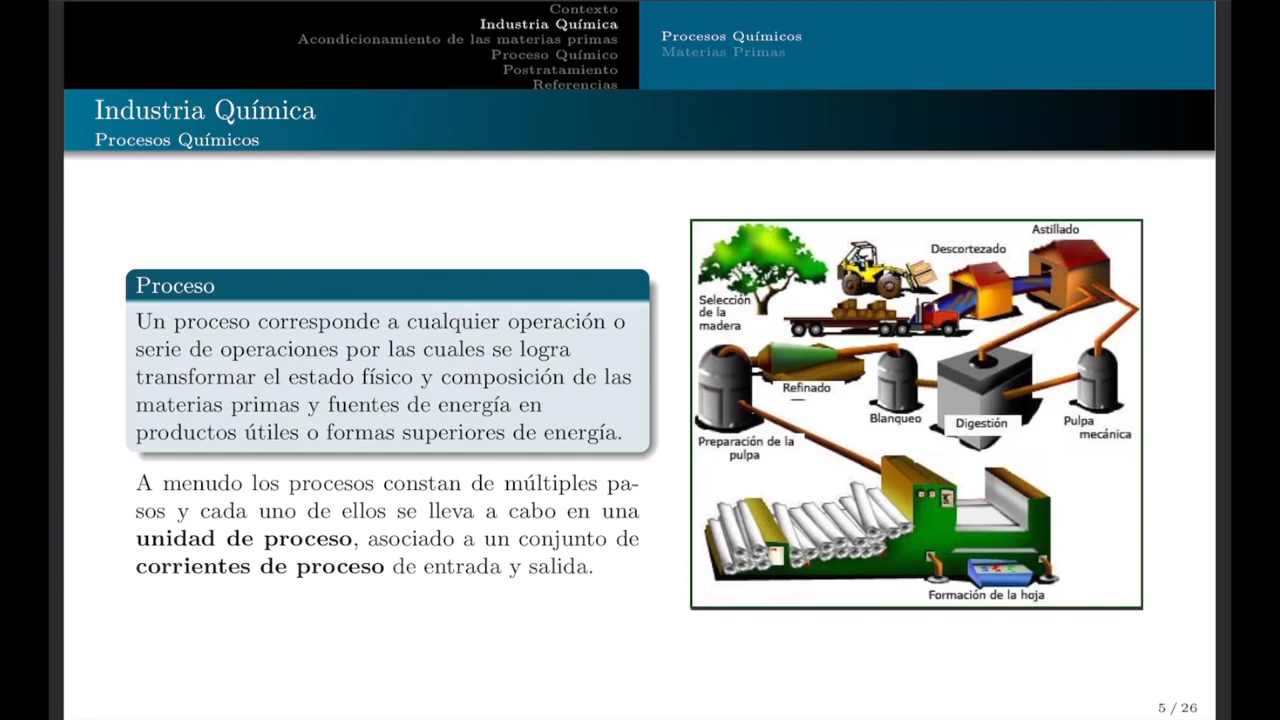 Contexto
Industria Química
Acondicionamiento de las materias primas
Proceso Químico
Postratamiento
Referencias
Procesos Químicos
Materias Primas
Industria Química
Procesos Químicos
Proceso
Un proceso corresponde a cualquier operación o
serie de operaciones por las cuales se logra
transformar el estado físico y composición de las
materias primas y fuentes de energía en
productos útiles o formas superiores de energía.
A menudo los procesos constan de múltiples pa-
sos y cada uno de ellos se lleva a cabo en una
unidad de proceso, asociado a un conjunto de
corrientes de proceso de entrada y salida.
Astillado
Descortezado
Selección
de la
madera
Refinado
Blanqueo
Digestión
Pulpa
mecánica
Preparación de la
pulpa
Formación de la hoja
5 / 26